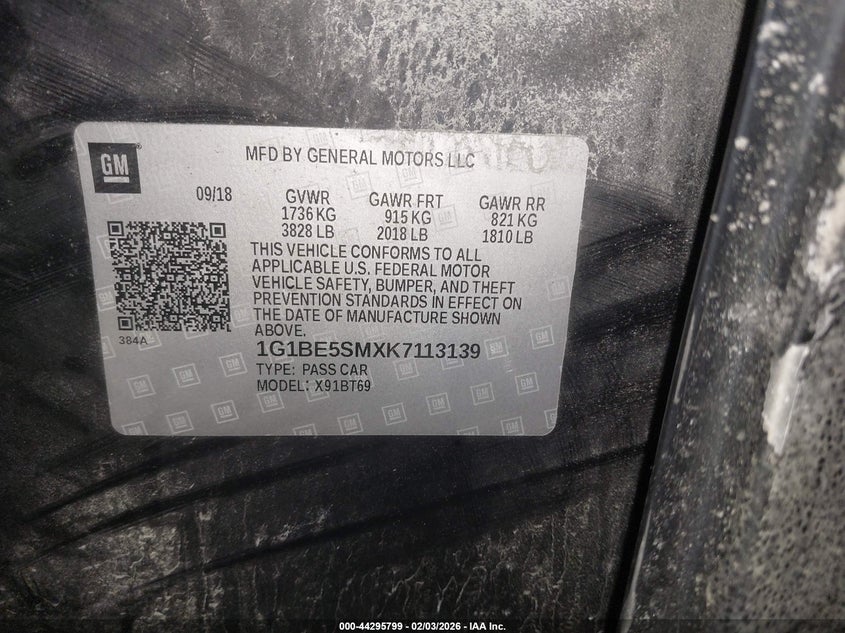 GM
MFD BY GENERAL MOTORS LLC
09/18
GVWR GAWR FRT GAWR RR
1736 KG 915 KG 821 KG
3828 LB 2018 LB 1810 LB
THIS VEHICLE CONFORMS TO ALL
APPLICABLE U.S. FEDERAL MOTOR
VEHICLE SAFETY, BUMPER, AND THEFT
PREVENTION STANDARDS IN EFFECT ON
THE DATE OF MANUFACTURE SHOWN
ABOVE.
384A
1G1BE5SMXK7113139
TYPE: PASS CAR
MODEL: X91BT69
000-44295799 - 02/03/2026 - IAA Inc.